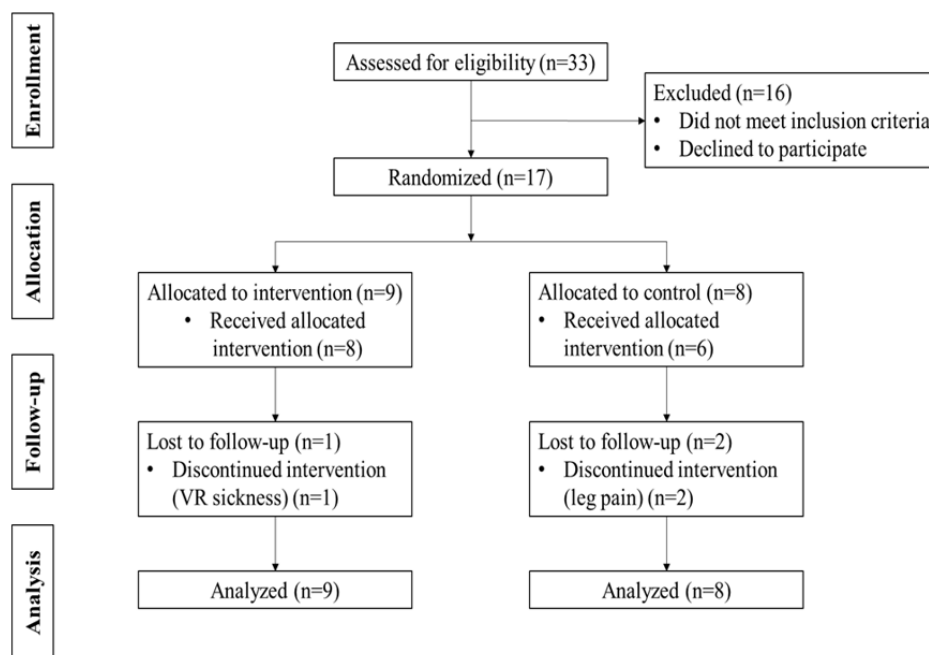 Enrollment
Assessed for eligibility (n=33)
Excluded (n=16)
• Did not meet inclusion criteria
• Declined to participate
Randomized (n=17)
Allocation
Allocated to intervention (n=9)
• Received allocated
intervention (n=8)
Allocated to control (n=8)
• Received allocated
intervention (n=6)
Follow-up
Lost to follow-up (n=1)
• Discontinued intervention
(VR sickness) (n=1)
Lost to follow-up (n=2)
• Discontinued intervention
(leg pain) (n=2)
Analysis
Analyzed (n=9)
Analyzed (n=8)